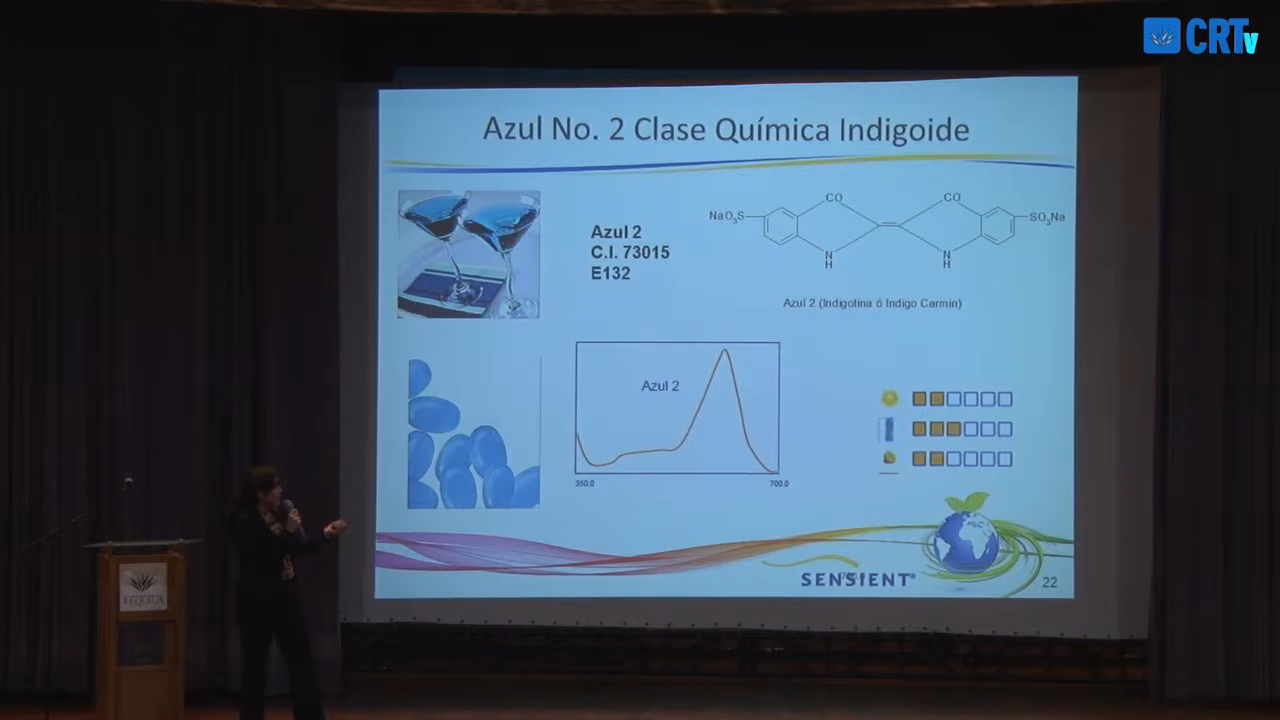 CRTv
Azul No. 2 Clase Química Indigoide
Azul 2
C.I. 73015
E132
NaO3S
CO
CO
SO3Na
N
H
N
H
Azul 2 (Indigotina ó Indigo Carmin)
Azul 2
350.0
700.0
SENSIENT®
22
TEQUILA